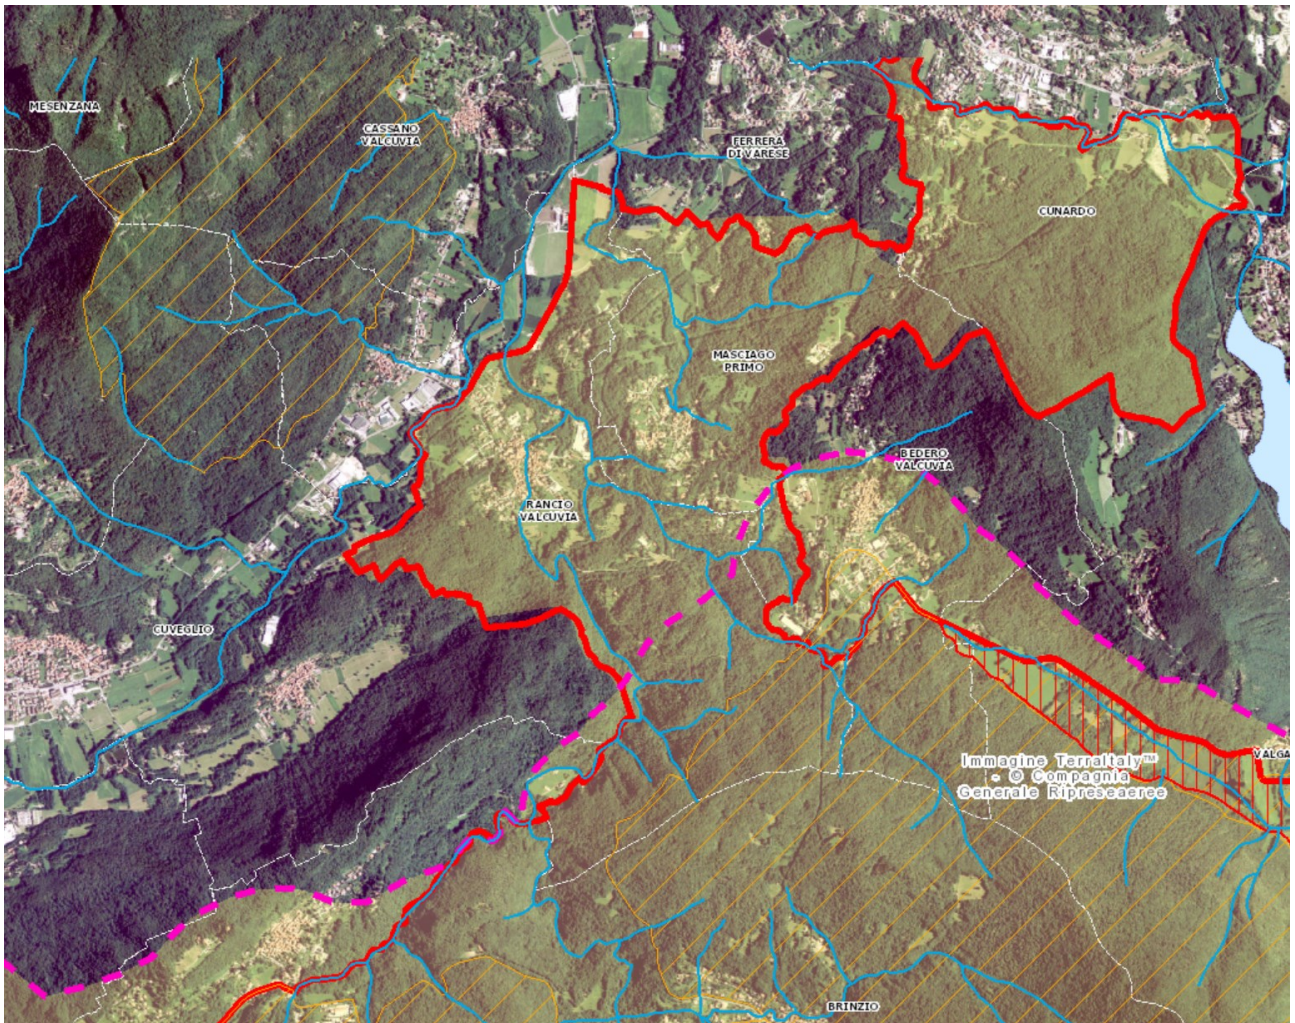 MESENZANA
CASSANO
VALCUVIA
FERRERA
DI VARESE
CUNARDO
MASCIAGO
PRIMO
BEDERO
VALCUVIA
RANCIO
VALCUVIA
CUVEGLIO
VALGA
Immagine TerraItaly™
- © Compagnia
Generale Ripreseaeree
BRINZIO